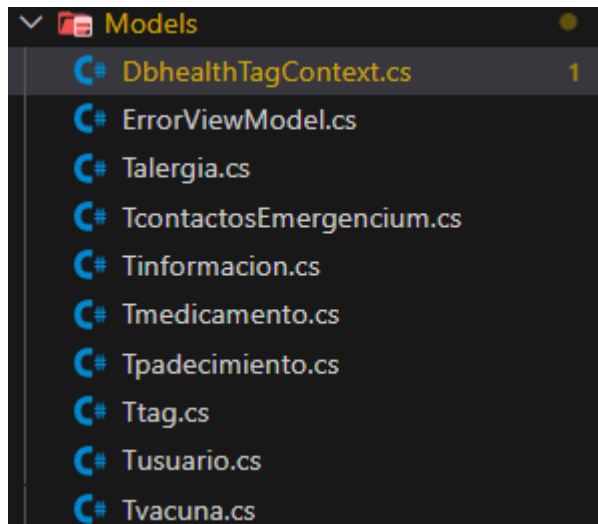 Models
C# DbhealthTagContext.cs 1
C# ErrorViewModel.cs
C# Talergia.cs
C# TcontactosEmergencium.cs
C# Tinformacion.cs
C# Tmedicamento.cs
C# Tpadecimiento.cs
C# Ttag.cs
C# Tusuario.cs
C# Tvacuna.cs